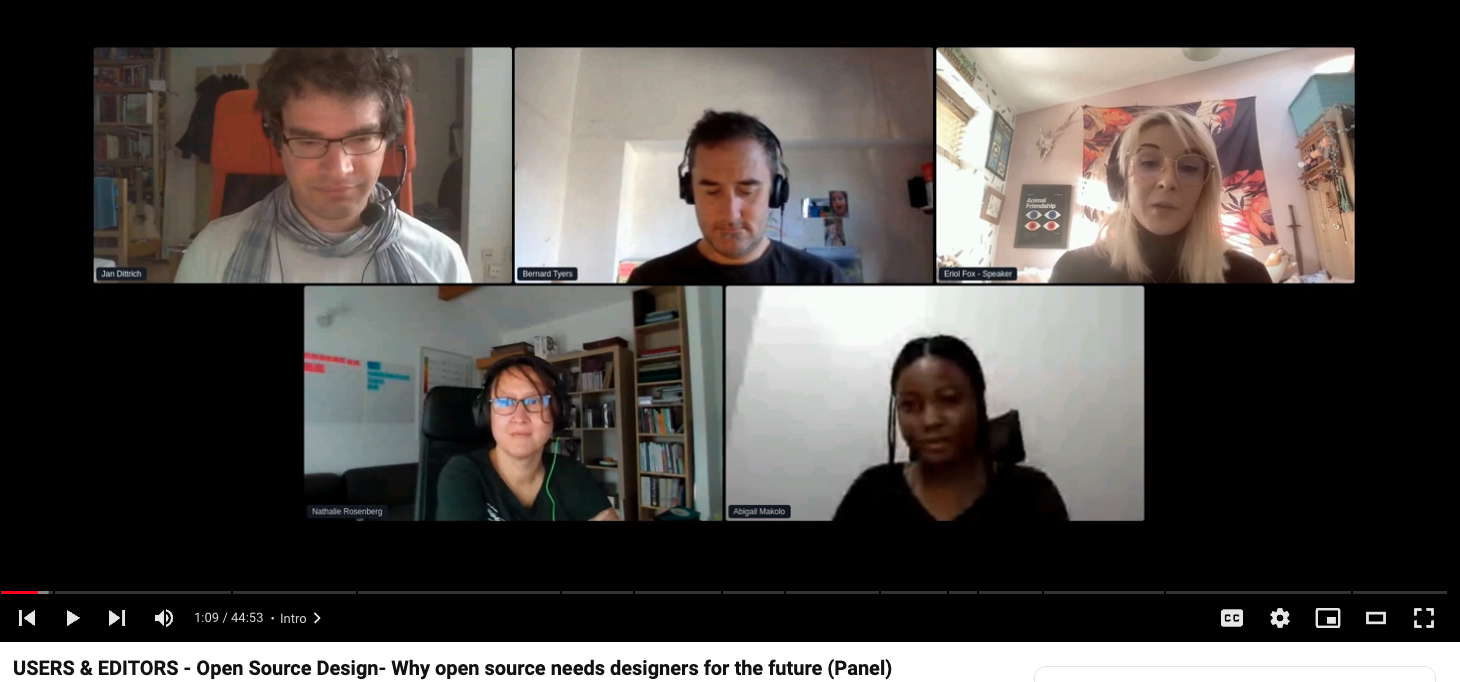 Jan Dittrich
Bernard Tyers
Animal
Friendship
Eriol Fox - Speaker
Nathalie Rosenberg
Abigail Makolo
1:09 / 44:53 • Intro
CC
USERS & EDITORS - Open Source Design- Why open source needs designers for the future (Panel)